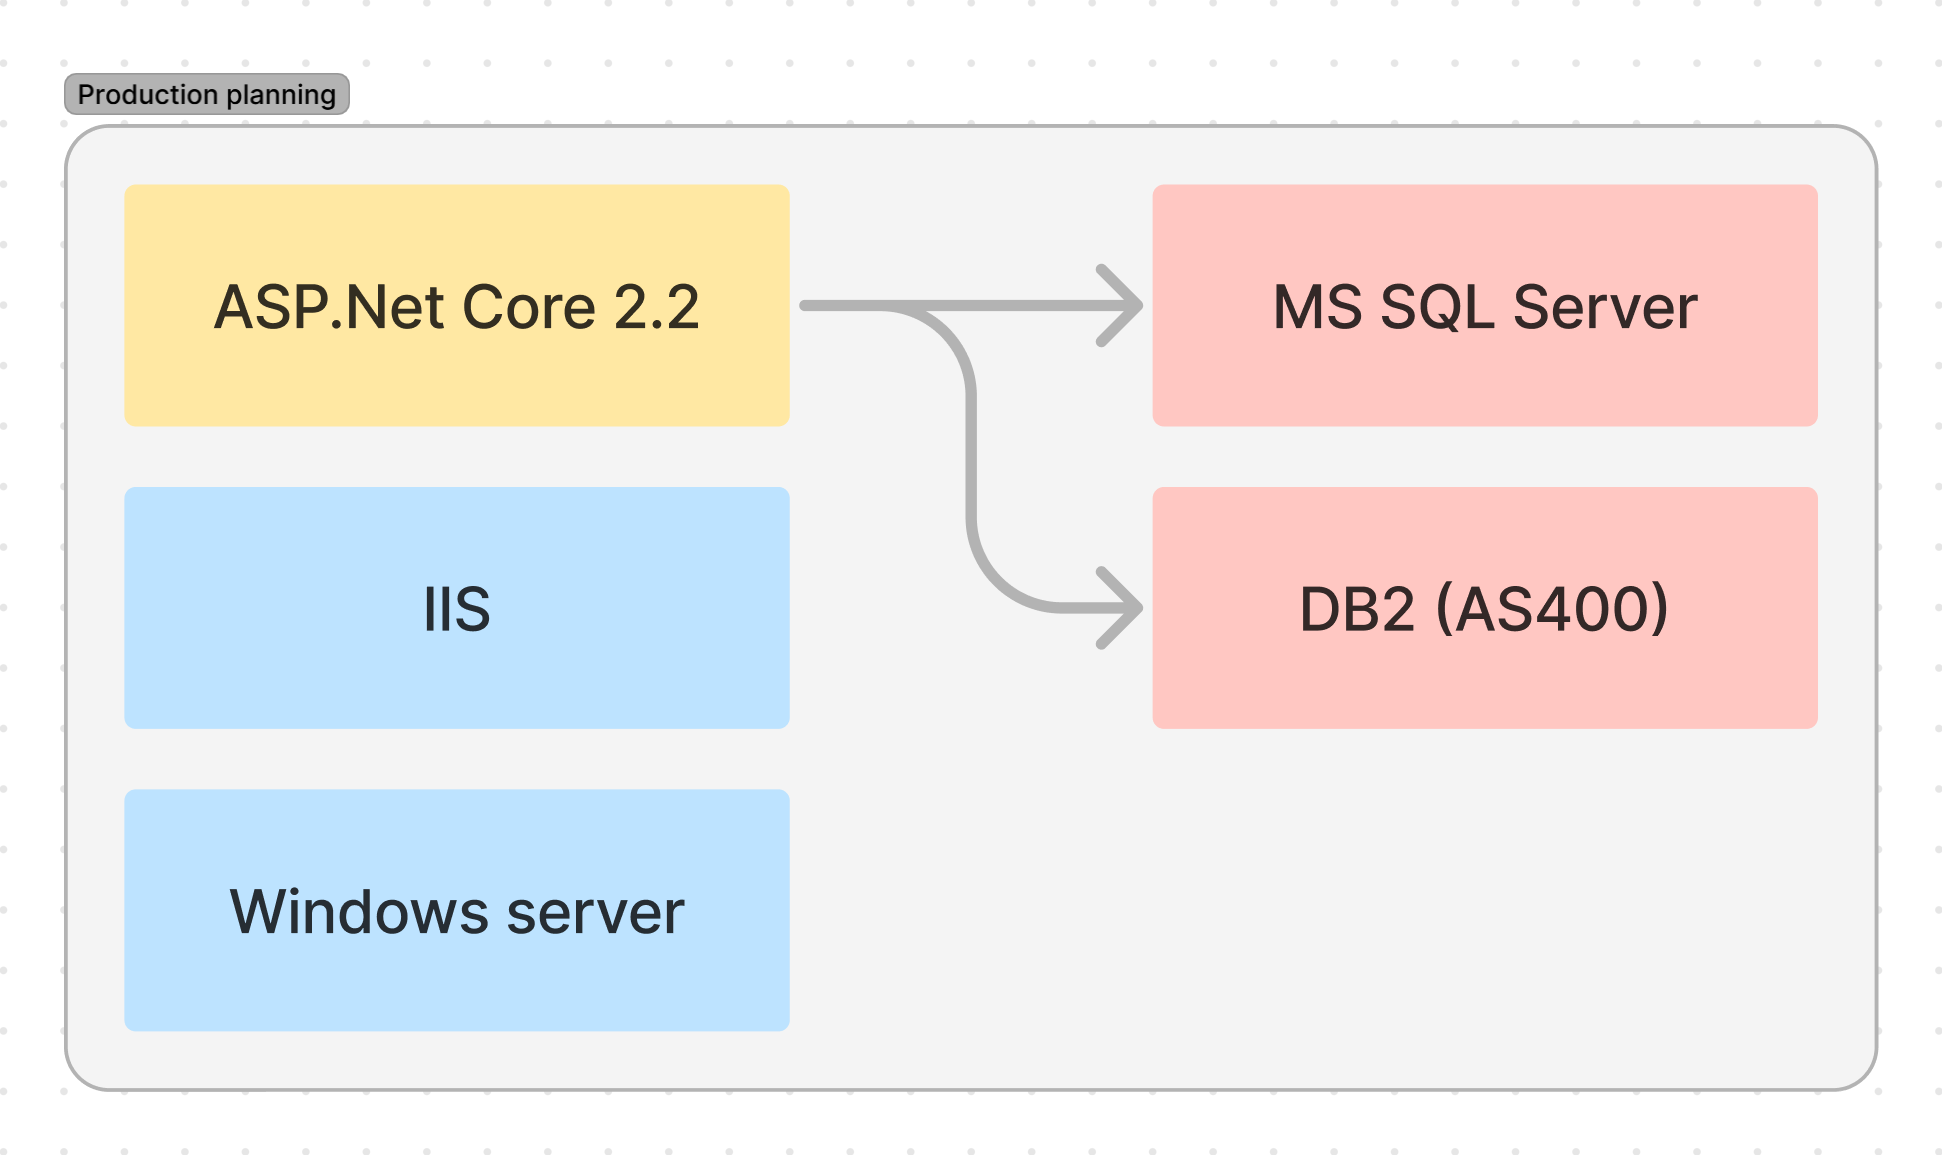 Production planning
ASP.Net Core 2.2
MS SQL Server
IIS
DB2 (AS400)
Windows server